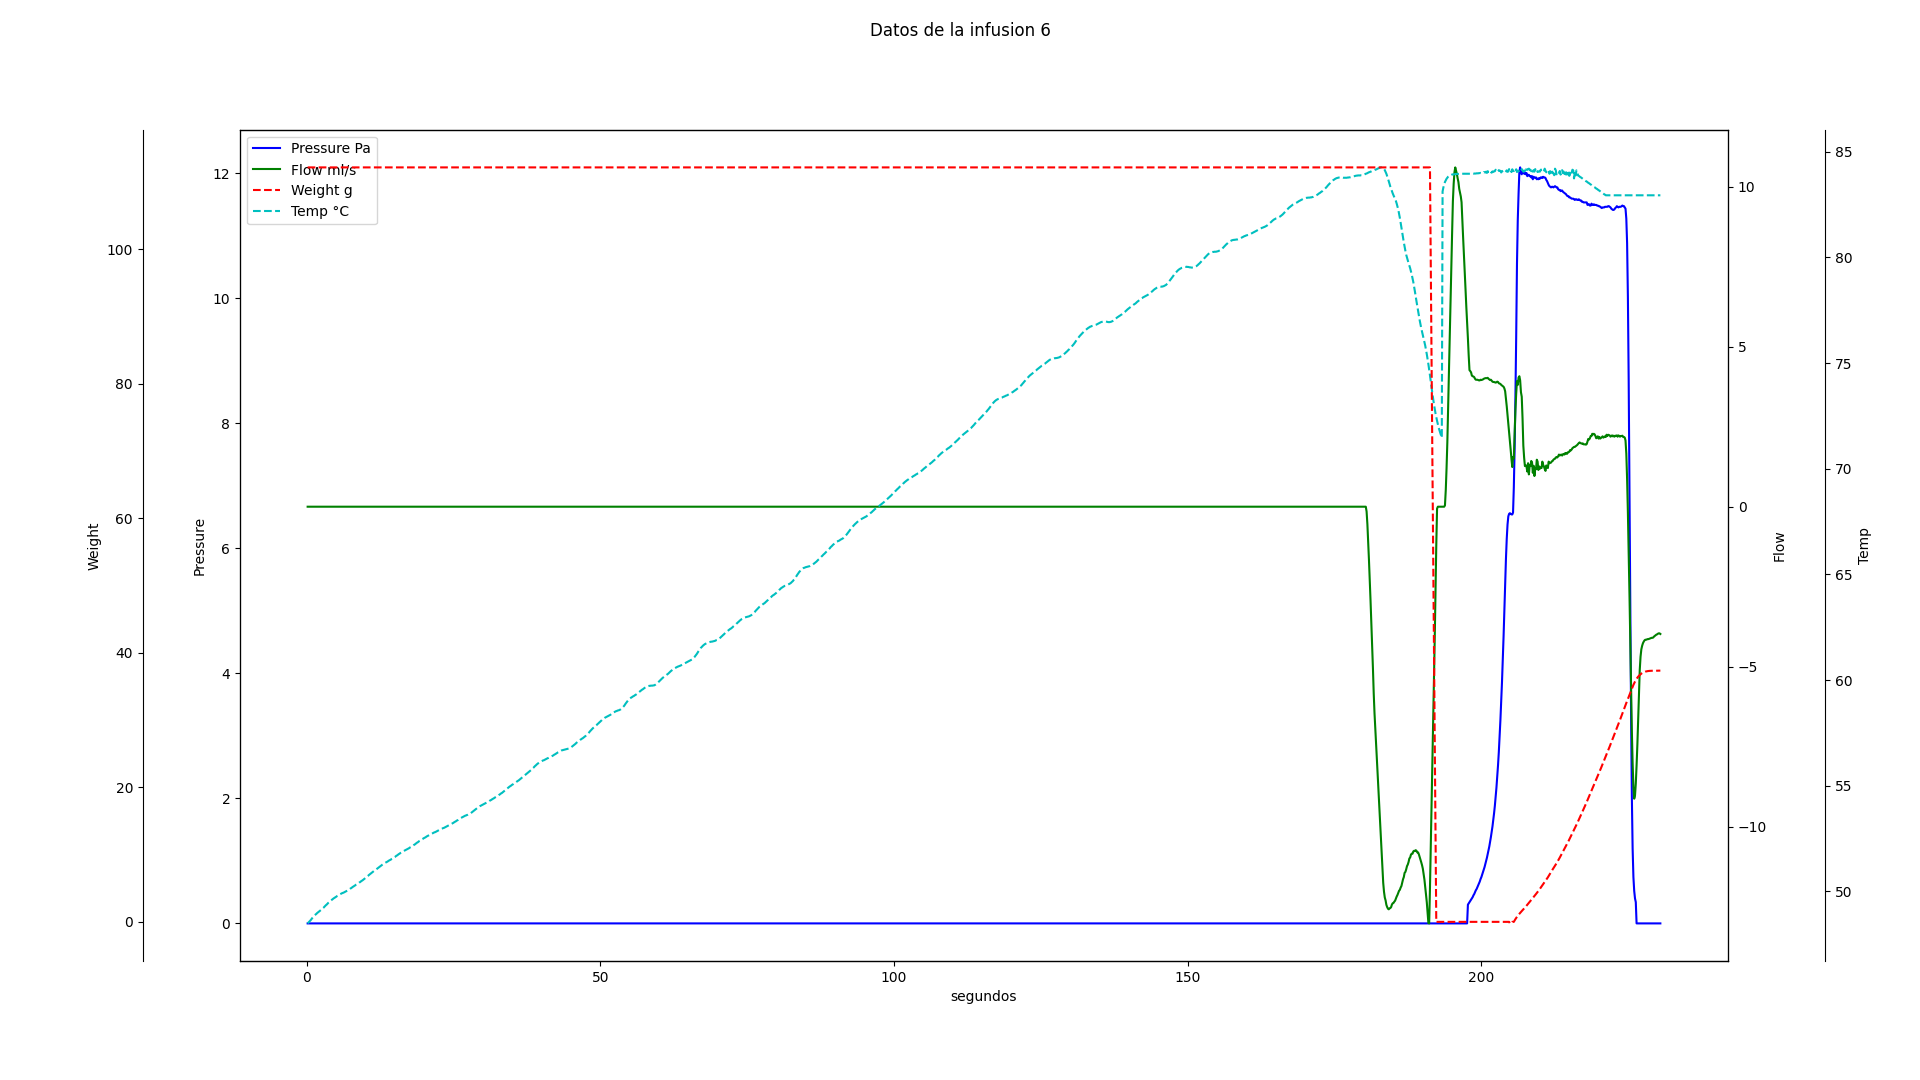 Datos de la infusion 6
Pressure Pa
Flow ml/s
Weight g
Temp °C
Weight
0
20
40
60
80
100
Pressure
0
2
4
6
8
10
12
Flow
−10
−5
0
5
10
Temp
50
55
60
65
70
75
80
85
0 50 100 150 200
segundos